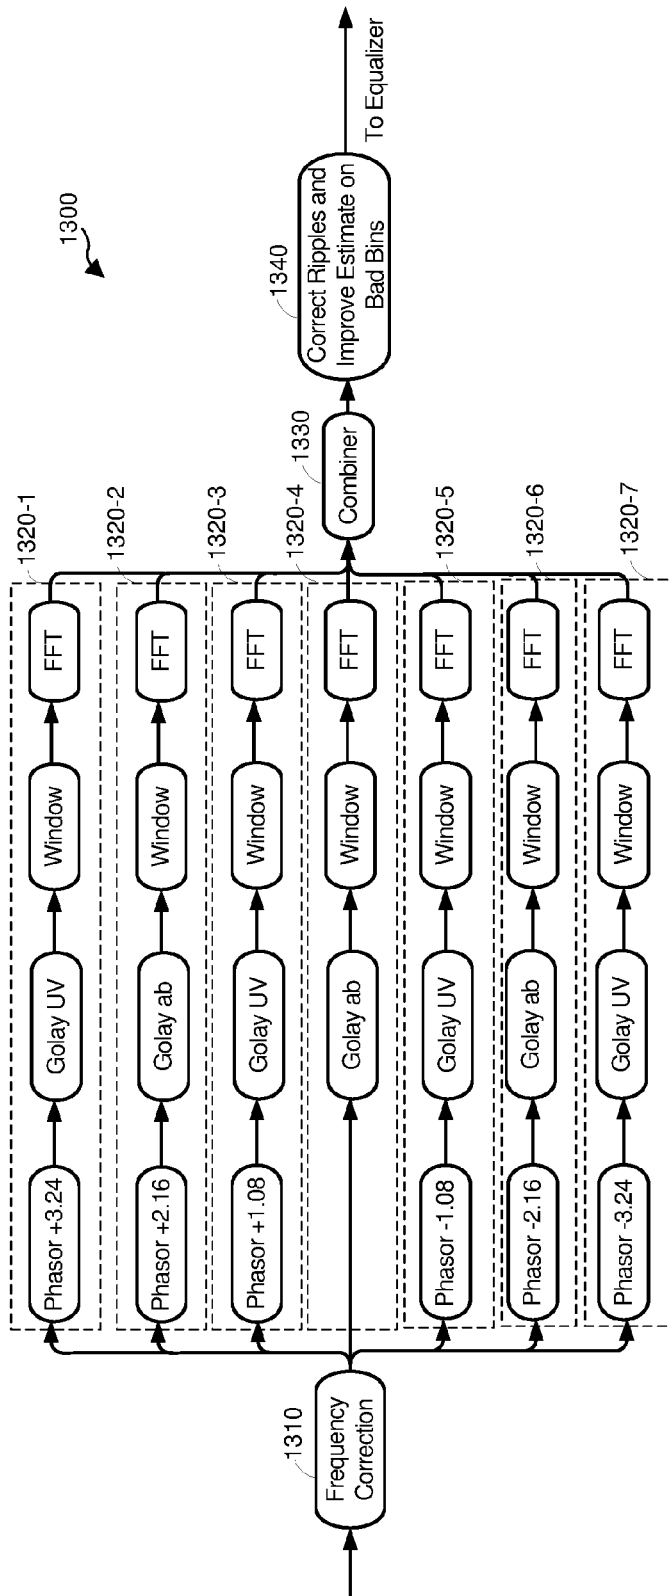 1300
1310
Frequency
Correction
1320-1
Phasor +3.24
Golay UV
Window
FFT
1320-2
Phasor +2.16
Golay ab
Window
FFT
1320-3
Phasor +1.08
Golay UV
Window
FFT
1320-4
Golay ab
Window
FFT
1320-5
Phasor -1.08
Golay UV
Window
FFT
1320-6
Phasor -2.16
Golay ab
Window
FFT
1320-7
Phasor -3.24
Golay UV
Window
FFT
1330
Combiner
1340
Correct Ripples and
Improve Estimate on
Bad Bins
To Equalizer